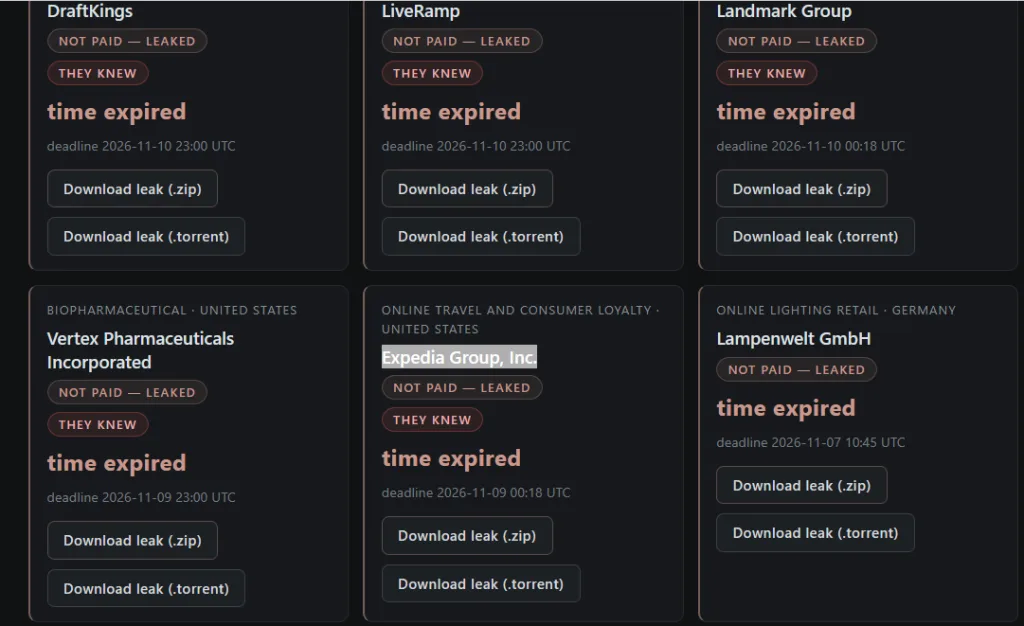 DraftKings
NOT PAID — LEAKED
THEY KNEW
time expired
deadline 2026-11-10 23:00 UTC
Download leak (.zip)
Download leak (.torrent)
LiveRamp
NOT PAID — LEAKED
THEY KNEW
time expired
deadline 2026-11-10 23:00 UTC
Download leak (.zip)
Download leak (.torrent)
Landmark Group
NOT PAID — LEAKED
THEY KNEW
time expired
deadline 2026-11-10 00:18 UTC
Download leak (.zip)
Download leak (.torrent)
BIOPHARMACEUTICAL · UNITED STATES
Vertex Pharmaceuticals
Incorporated
NOT PAID — LEAKED
THEY KNEW
time expired
deadline 2026-11-09 23:00 UTC
Download leak (.zip)
Download leak (.torrent)
ONLINE TRAVEL AND CONSUMER LOYALTY ·
UNITED STATES
Expedia Group, Inc.
NOT PAID — LEAKED
THEY KNEW
time expired
deadline 2026-11-09 00:18 UTC
Download leak (.zip)
Download leak (.torrent)
ONLINE LIGHTING RETAIL · GERMANY
Lampenwelt GmbH
NOT PAID — LEAKED
time expired
deadline 2026-11-07 10:45 UTC
Download leak (.zip)
Download leak (.torrent)